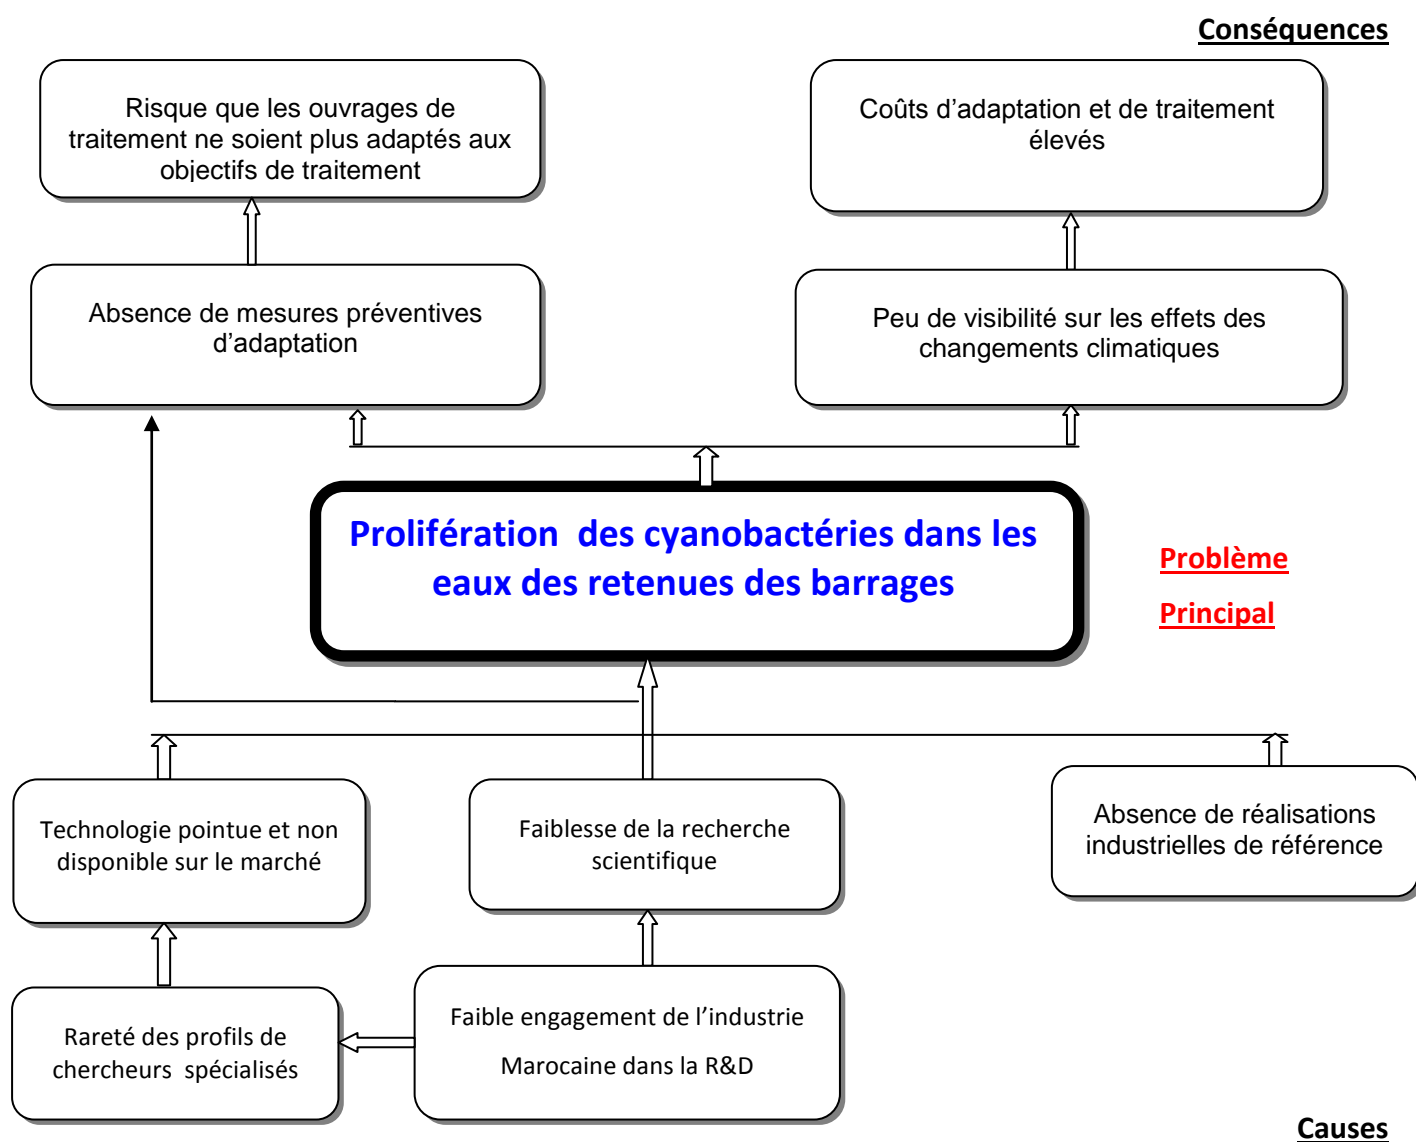 Conséquences
Risque que les ouvrages de
traitement ne soient plus adaptés aux
objectifs de traitement
Coûts d’adaptation et de traitement
élevés
Absence de mesures préventives
d’adaptation
Peu de visibilité sur les effets des
changements climatiques
Prolifération  des cyanobactéries dans les
eaux des retenues des barrages
Problème
Principal
Technologie pointue et non
disponible sur le marché
Faiblesse de la recherche
scientifique
Absence de réalisations
industrielles de référence
Rareté des profils de
chercheurs  spécialisés
Faible engagement de l’industrie
Marocaine dans la R&D
Causes